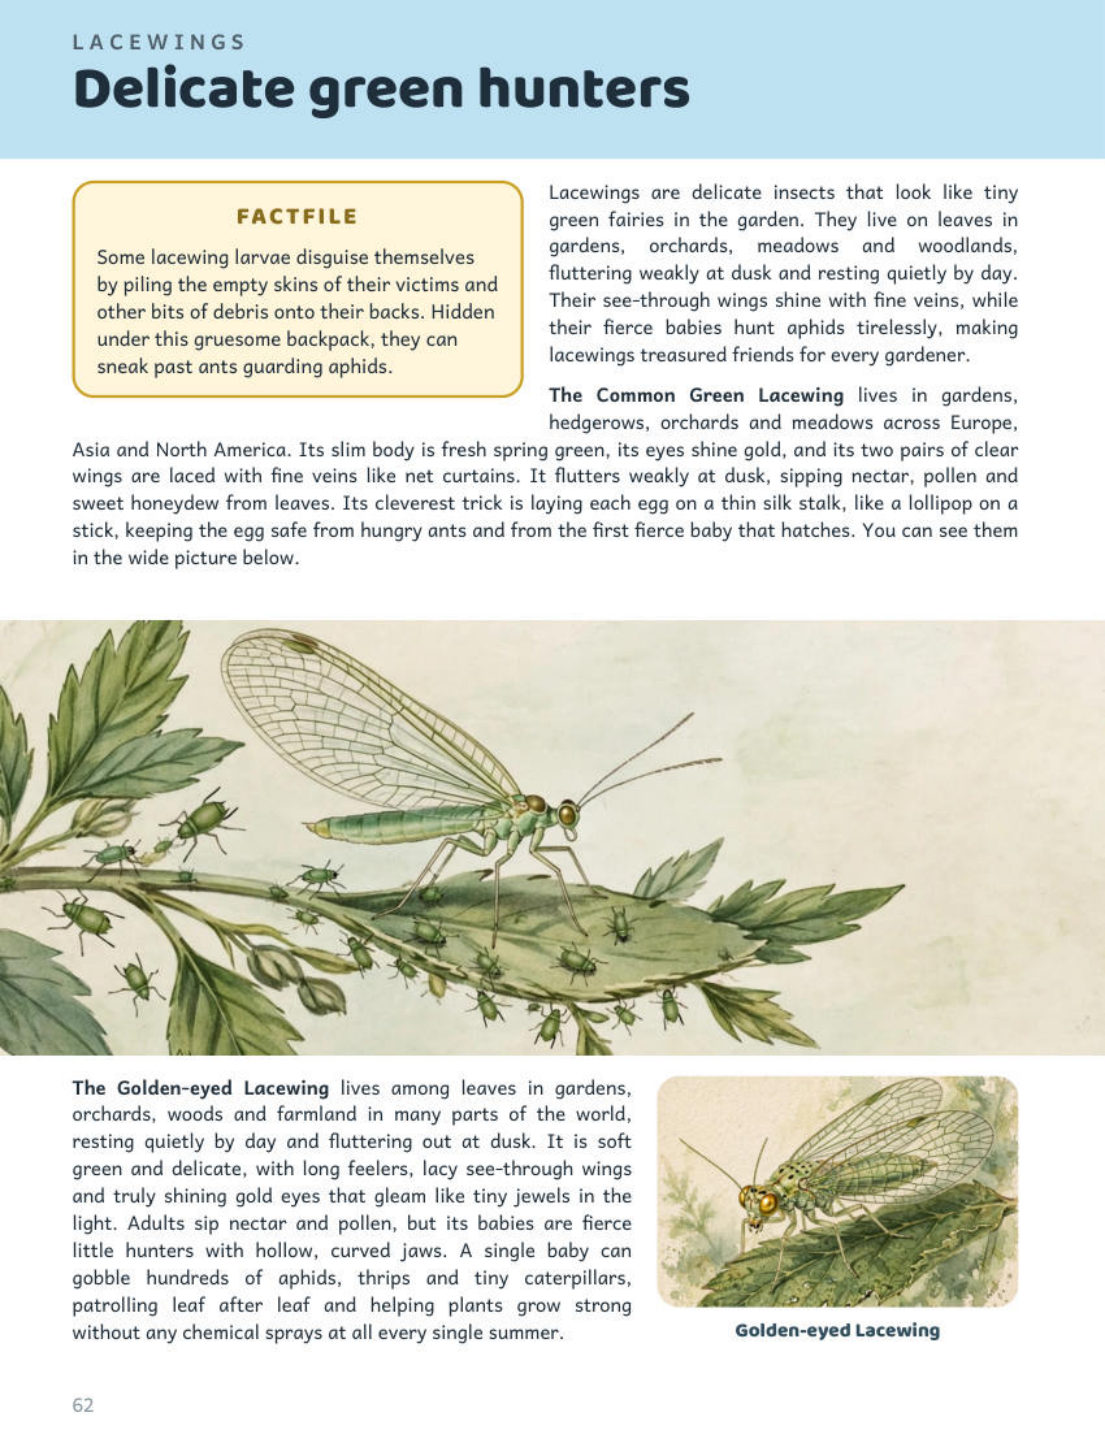 LACEWINGS
Delicate green hunters
FACTFILE
Some lacewing larvae disguise themselves
by piling the empty skins of their victims and
other bits of debris onto their backs. Hidden
under this gruesome backpack, they can
sneak past ants guarding aphids.
Lacewings are delicate insects that look like tiny
green fairies in the garden. They live on leaves in
gardens, orchards, meadows and woodlands,
fluttering weakly at dusk and resting quietly by day.
Their see-through wings shine with fine veins, while
their fierce babies hunt aphids tirelessly, making
lacewings treasured friends for every gardener.
The Common Green Lacewing lives in gardens,
hedgerows, orchards and meadows across Europe,
Asia and North America. Its slim body is fresh spring green, its eyes shine gold, and its two pairs of clear
wings are laced with fine veins like net curtains. It flutters weakly at dusk, sipping nectar, pollen and
sweet honeydew from leaves. Its cleverest trick is laying each egg on a thin silk stalk, like a lollipop on a
stick, keeping the egg safe from hungry ants and from the first fierce baby that hatches. You can see them
in the wide picture below.
The Golden-eyed Lacewing lives among leaves in gardens,
orchards, woods and farmland in many parts of the world,
resting quietly by day and fluttering out at dusk. It is soft
green and delicate, with long feelers, lacy see-through wings
and truly shining gold eyes that gleam like tiny jewels in the
light. Adults sip nectar and pollen, but its babies are fierce
little hunters with hollow, curved jaws. A single baby can
gobble hundreds of aphids, thrips and tiny caterpillars,
patrolling leaf after leaf and helping plants grow strong
without any chemical sprays at all every single summer.
Golden-eyed Lacewing
62